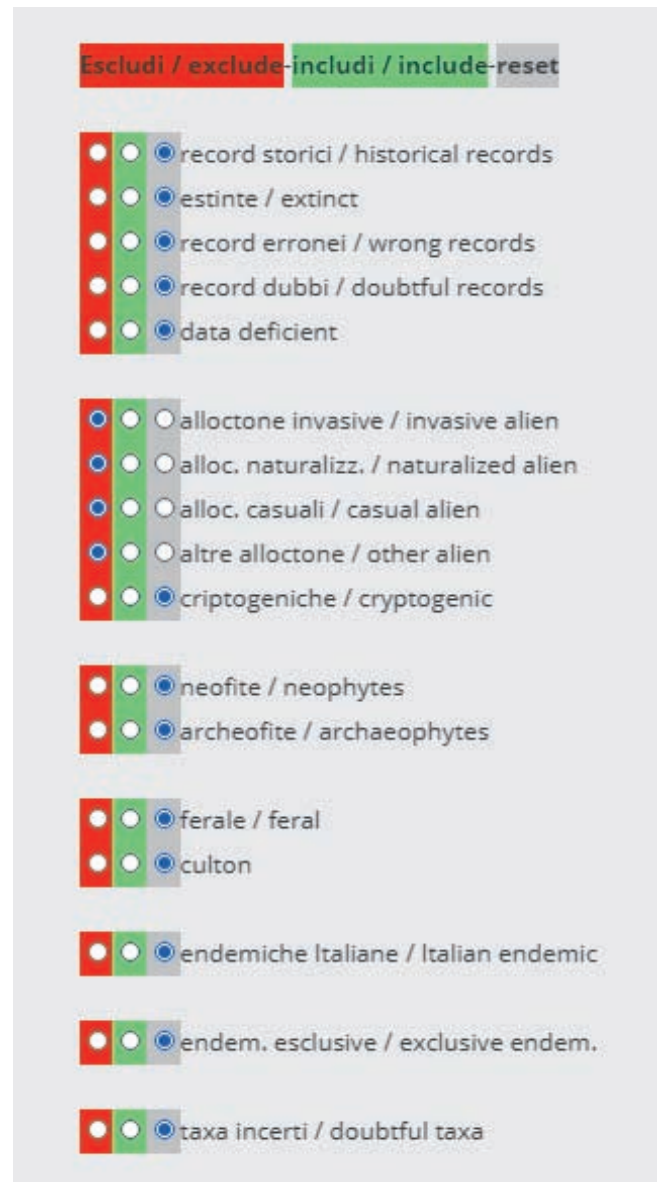 Escludi / exclude-includi / include-reset
record storici / historical records
estinte / extinct
record erronei / wrong records
record dubbi / doubtful records
data deficient
alloctone invasive / invasive alien
alloc. naturalizz. / naturalized alien
alloc. casuali / casual alien
altre alloctone / other alien
criptogeniche / cryptogenic
neofite / neophytes
archeofite / archaeophytes
ferale / feral
culton
endemiche Italiane / Italian endemic
endem. esclusive / exclusive endem.
taxa incerti / doubtful taxa